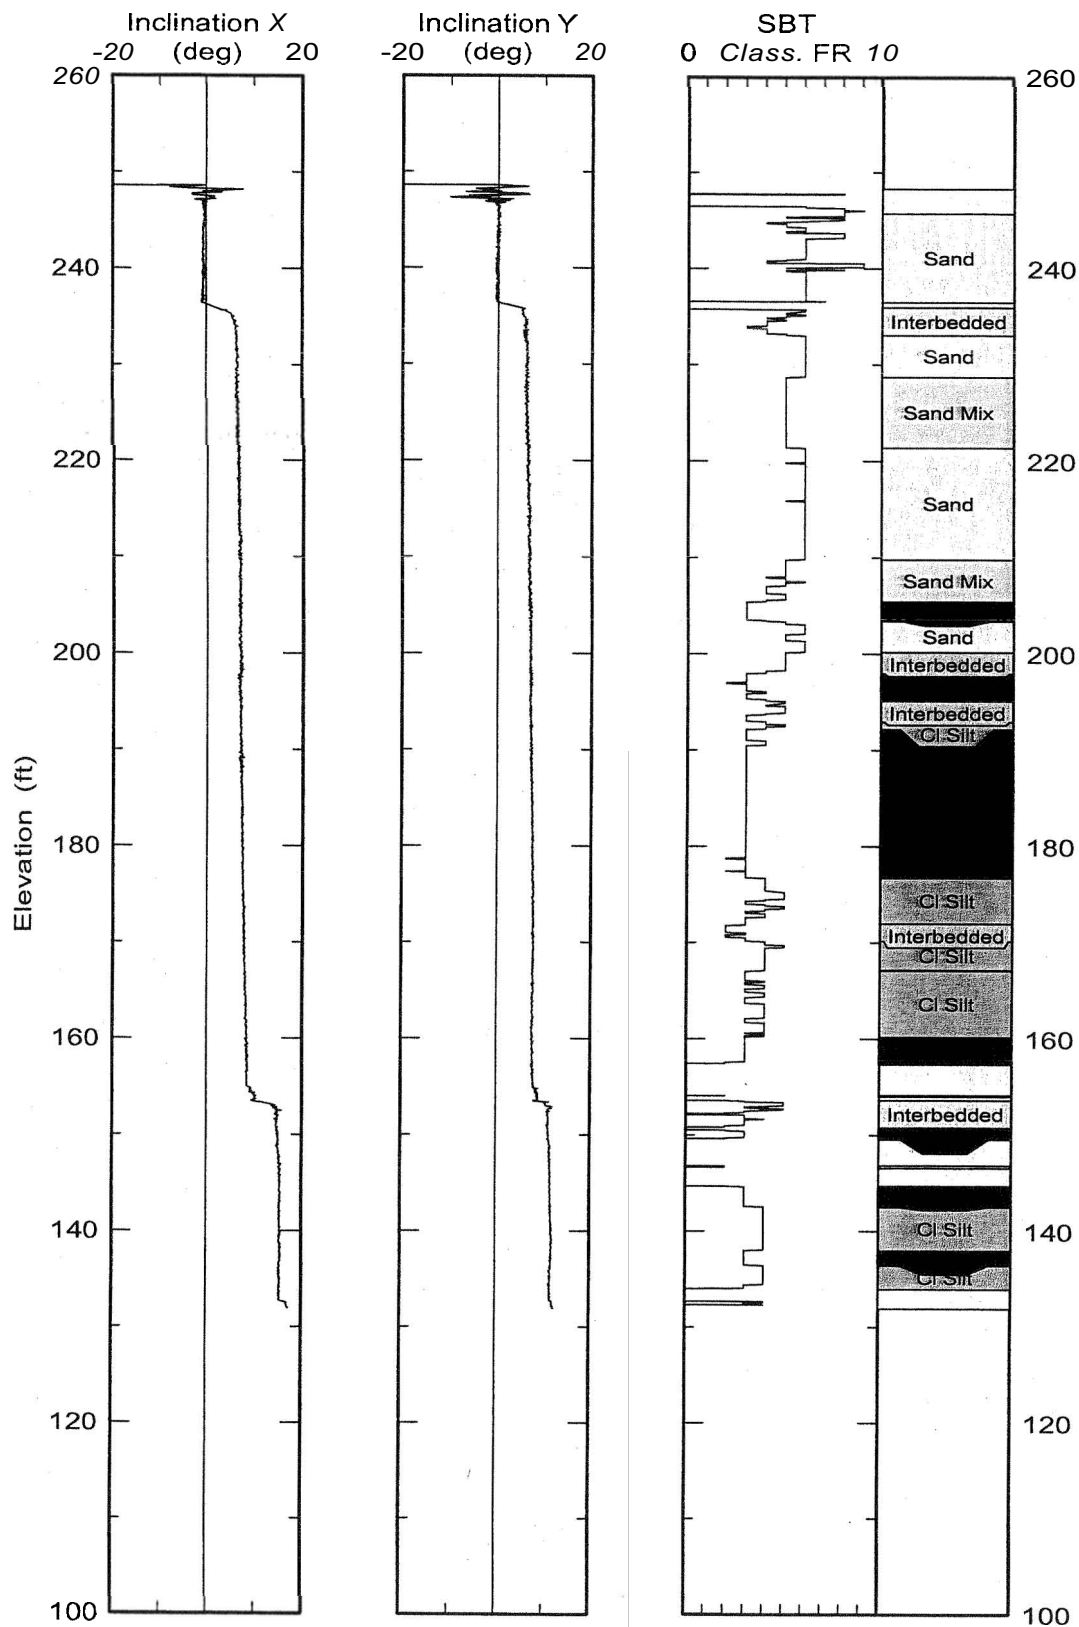 Inclination X Inclination Y SBT
-20 (deg) 20 -20 (deg) 20 0 Class. FR 10
260 260
240 Sand 240
Interbedded
Sand
Sand Mix
220 220
Sand
Sand Mix
Sand
200 200
Interbedded
Interbedded
Cl Silt
Elevation (ft)
180 180
Cl Silt
Interbedded
Cl Silt
Cl Silt
160 160
Interbedded
140 Cl Silt 140
Cl Silt
120 120
100 100